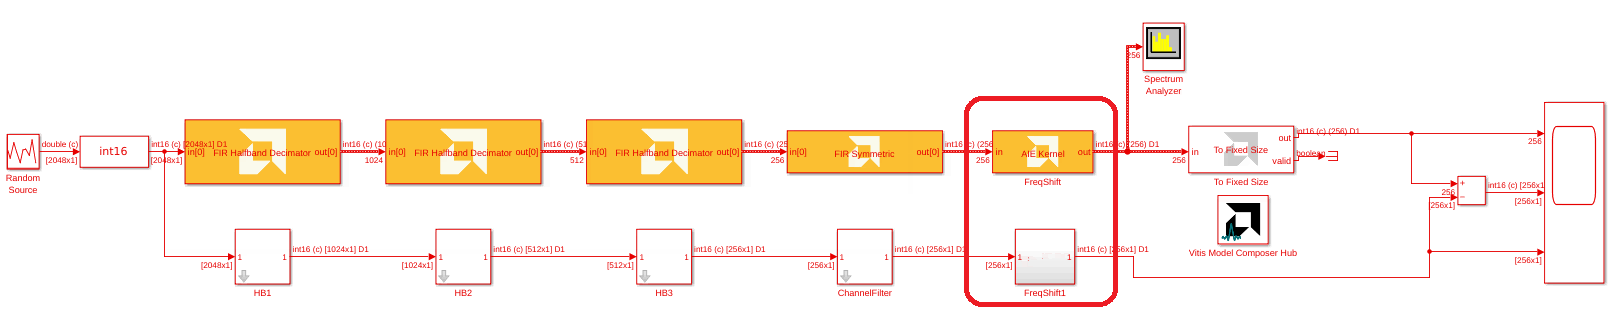 256
Spectrum
Analyzer
double (c)
[2048x1]
int16
int16 (c) [2048x1] D1
[2048x1]
in[0]
FIR Halfband Decimator
out[0]
int16 (c) (10
1024
in[0]
FIR Halfband Decimator
out[0]
int16 (c) (51
512
in[0]
FIR Halfband Decimator
out[0]
int16 (c) (25
256
in[0]
FIR Symmetric
out[0]
int16 (c) (256
256
in
AIE Kernel
out
FreqShift
int16 (c) (256) D1
256
in
To Fixed Size
out
valid
To Fixed Size
int16 (c) (256) D1
boolean
256
Random
Source
256
[256x1]
+
−
int16 (c) [256x1
[256x1]
Vitis Model Composer Hub
[2048x1]
1
1
HB1
int16 (c) [1024x1] D1
[1024x1]
1
1
HB2
int16 (c) [512x1] D1
[512x1]
1
1
HB3
int16 (c) [256x1] D1
[256x1]
1
1
ChannelFilter
int16 (c) [256x1] D1
[256x1]
1
1
FreqShift1
int16 (c) [256x1] D1
[256x1]